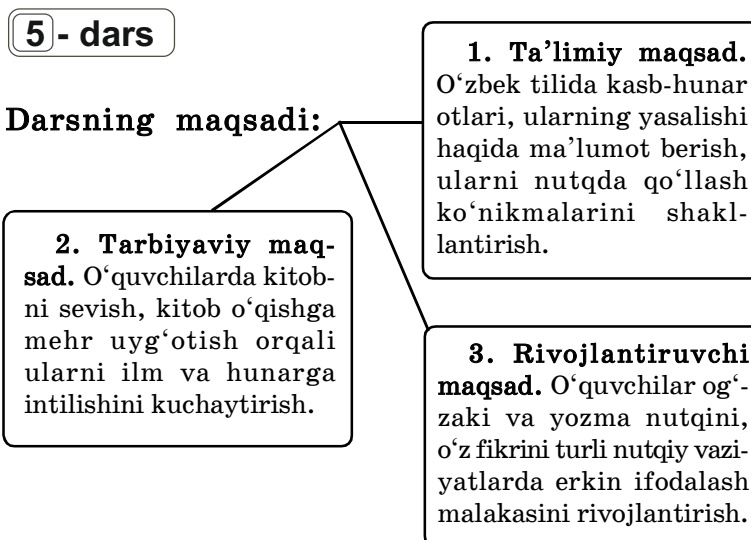 5 - dars
Darsning maqsadi:
1. Ta’limiy maqsad.
O‘zbek tilida kasb-hunar
otlari, ularning yasalishi
haqida ma’lumot berish,
ularni nutqda qo‘llash
ko‘nikmalarini shakl-
lantirish.
2. Tarbiyaviy maq-
sad. O‘quvchilarda kitob-
ni sevish, kitob o‘qishga
mehr uyg‘otish orqali
ularni ilm va hunarga
intilishini kuchaytirish.
3. Rivojlantiruvchi
maqsad. O‘quvchilar og‘-
zaki va yozma nutqini,
o‘z fikrini turli nutqiy vazi-
yatlarda erkin ifodalash
malakasini rivojlantirish.